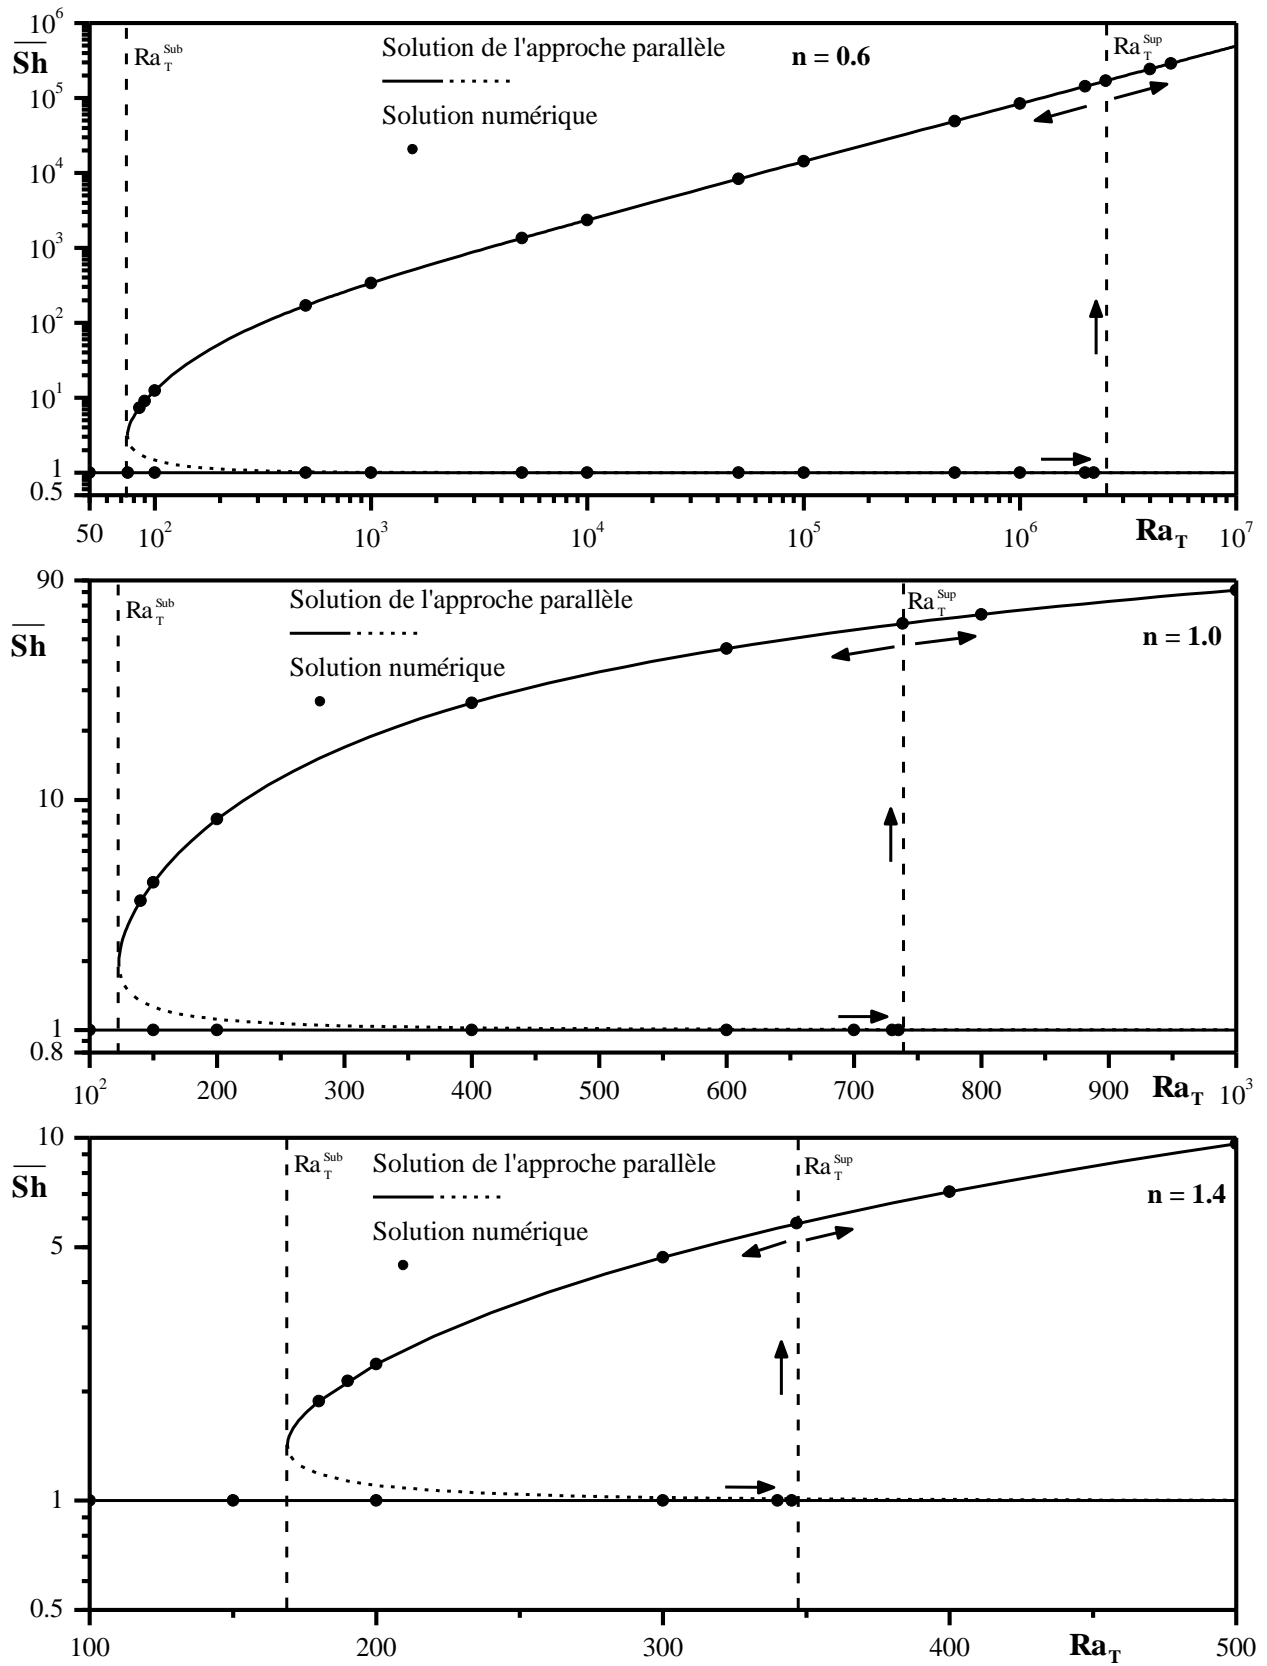 10^6
Sh
Ra_T^Sub
Solution de l'approche parallèle
n = 0.6
Ra_T^Sup
10^5
Solution numérique
10^4
10^3
10^2
10^1
1
0.5
50 10^2 10^3 10^4 10^5 10^6 Ra_T 10^7
90
Sh
Ra_T^Sub
Solution de l'approche parallèle
Ra_T^Sup
n = 1.0
Solution numérique
10
1
0.8
10^2 200 300 400 500 600 700 800 900 Ra_T 10^3
10
Sh
Ra_T^Sub
Solution de l'approche parallèle
Ra_T^Sup
n = 1.4
Solution numérique
5
1
0.5
100 200 300 400 Ra_T 500